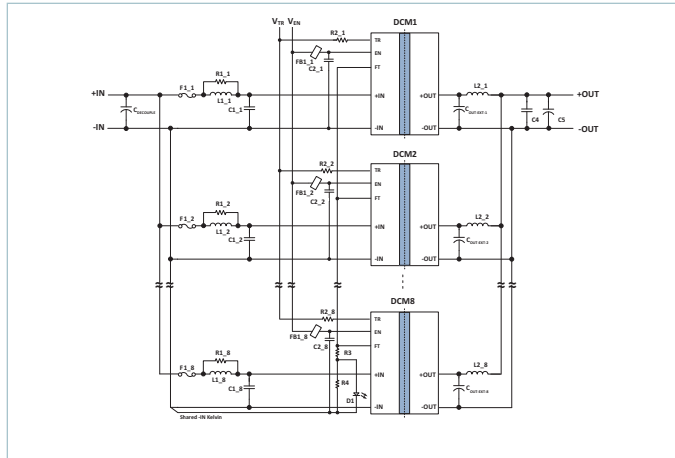 VTR VEN
DCM1
R2_1
TR
EN
FB1_1
C2_1
FT
R1_1
F1_1
L1_1
C1_1
+IN
CDECOUPLE
-IN
+IN
-IN
+OUT
-OUT
L2_1
COUT-EXT-1
C4
C5
+OUT
-OUT
DCM2
R2_2
TR
EN
FB1_2
C2_2
FT
R1_2
F1_2
L1_2
C1_2
+IN
-IN
+OUT
-OUT
L2_2
COUT-EXT-2
DCM8
R2_8
TR
EN
FB1_8
C2_8
FT
R3
R1_8
F1_8
L1_8
C1_8
R4
D1
+IN
-IN
+OUT
-OUT
L2_8
COUT-EXT-8
Shared -IN Kelvin